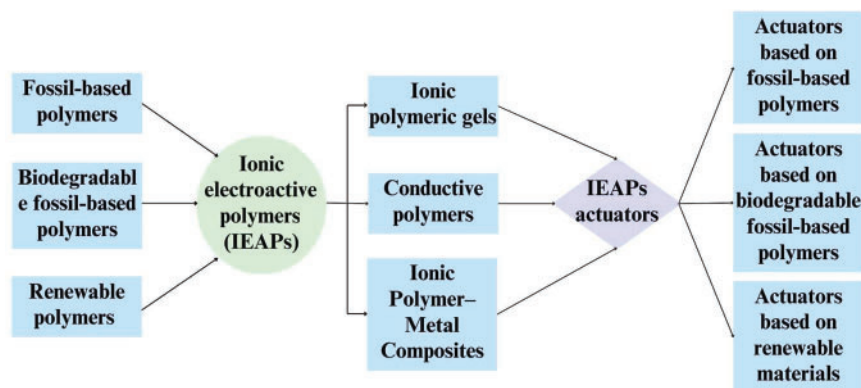 Fossil-based
polymers
Biodegradabl
e fossil-based
polymers
Renewable
polymers
Ionic
electroactive
polymers
(IEAPs)
Ionic
polymeric gels
Conductive
polymers
Ionic
Polymer–
Metal
Composites
IEAPs
actuators
Actuators
based on
fossil-based
polymers
Actuators
based on
biodegradable
fossil-based
polymers
Actuators
based on
renewable
materials